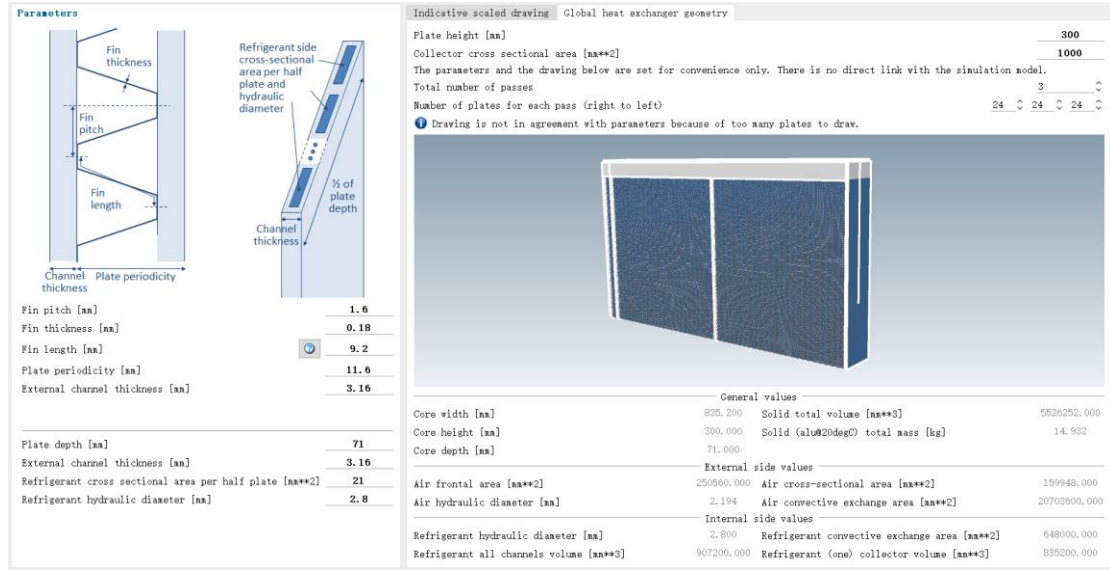 Parameters
Fin thickness
Fin pitch
Fin length
Channel thickness
Plate periodicity
Refrigerant side cross-sectional area per half plate and hydraulic diameter
½ of plate depth
Channel thickness
Fin pitch [mm] 1.6
Fin thickness [mm] 0.18
Fin length [mm] 9.2
Plate periodicity [mm] 11.6
External channel thickness [mm] 3.16
Plate depth [mm] 71
External channel thickness [mm] 3.16
Refrigerant cross sectional area per half plate [mm**2] 21
Refrigerant hydraulic diameter [mm] 2.8
Indicative scaled drawing Global heat exchanger geometry
Plate height [mm] 300
Collector cross sectional area [mm**2] 1000
The parameters and the drawing below are set for convenience only. There is no direct link with the simulation model.
Total number of passes 3
Number of plates for each pass (right to left) 24 24 24
Drawing is not in agreement with parameters because of too many plates to draw.
General values
Core width [mm] 835.200 Solid total volume [mm**3] 5526252.000
Core height [mm] 300.000 Solid (alu@20degC) total mass [kg] 14.932
Core depth [mm] 71.000
External side values
Air frontal area [mm**2] 250560.000 Air cross-sectional area [mm**2] 159948.000
Air hydraulic diameter [mm] 2.194 Air convective exchange area [mm**2] 20703600.000
Internal side values
Refrigerant hydraulic diameter [mm] 2.800 Refrigerant convective exchange area [mm**2] 648000.000
Refrigerant all channels volume [mm**3] 907200.000 Refrigerant (one) collector volume [mm**3] 835200.000